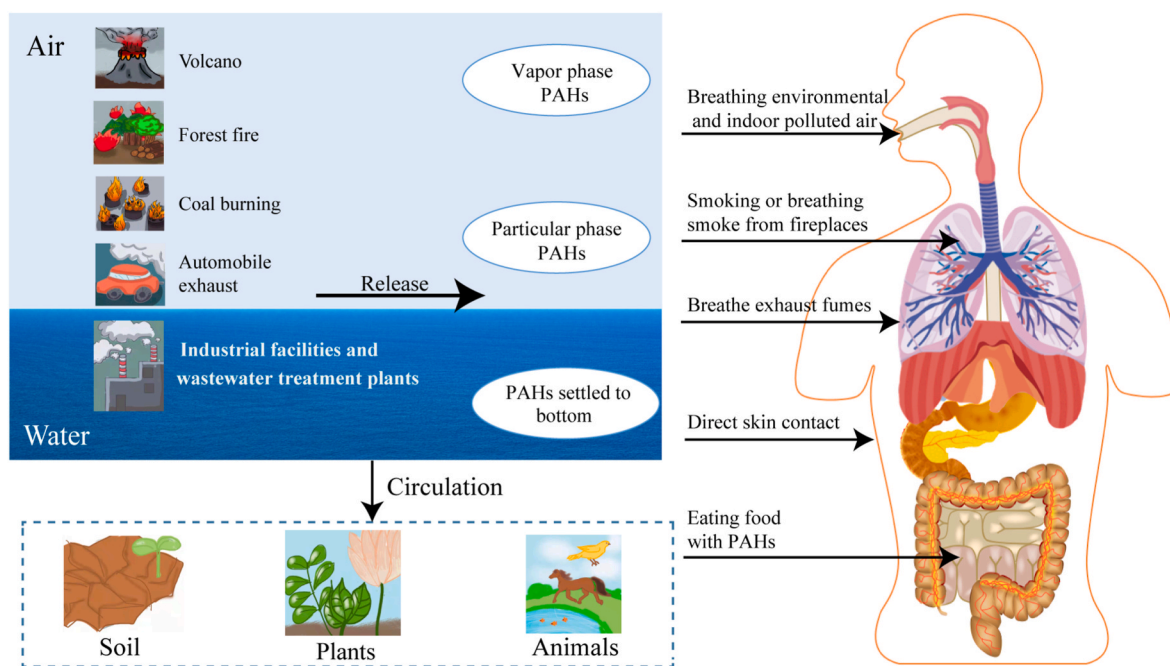 Air
Volcano
Forest fire
Coal burning
Automobile
exhaust
Release
Vapor phase
PAHs
Particular phase
PAHs
Industrial facilities and
wastewater treatment plants
PAHs settled to
bottom
Water
Circulation
Soil
Plants
Animals
Breathing environmental
and indoor polluted air
Smoking or breathing
smoke from fireplaces
Breathe exhaust fumes
Direct skin contact
Eating food
with PAHs